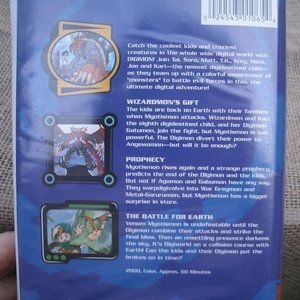 0 24543 01065
Catch the coolest kids and craziest
creatures in the whole wide digital world with
DIGIMON! Join Tai, Sora, Matt, T.K., Izzy, Mimi,
Joe and Kari—the newest digidestined child—
as they team up with a colorful assortment of
"monsters" to battle evil forces in this, the
ultimate digital adventure!
WIZARDMON'S GIFT
The kids are back on Earth with their families
when Myotismon attacks. Wizardmon and Kari,
the eighth digidestined child, and her Digimon
Gatomon, join the fight, but Myotismon is too
powerful. The Digimon divert their power to
Angewomon—but will it be enough?
PROPHECY
Myotismon rises again and a strange prophecy
predicts the end of the Digimon and the kids.
But not if Agumon and Gabumon have any say.
They warpdigivolve into War Greymon and
Metal-Garurumon, but Myotismon has a bigger
surprise in store.
THE BATTLE FOR EARTH
Venom Myotismon is undefeatable until the
Digimon combine their attacks and strike the
final blow. Then an unsettling presence darkens
the sky. It's Digiworld on a collision course with
Earth! Can the kids and their Digimon put the
brakes on in time?
2000, Color, Approx. 60 Minutes